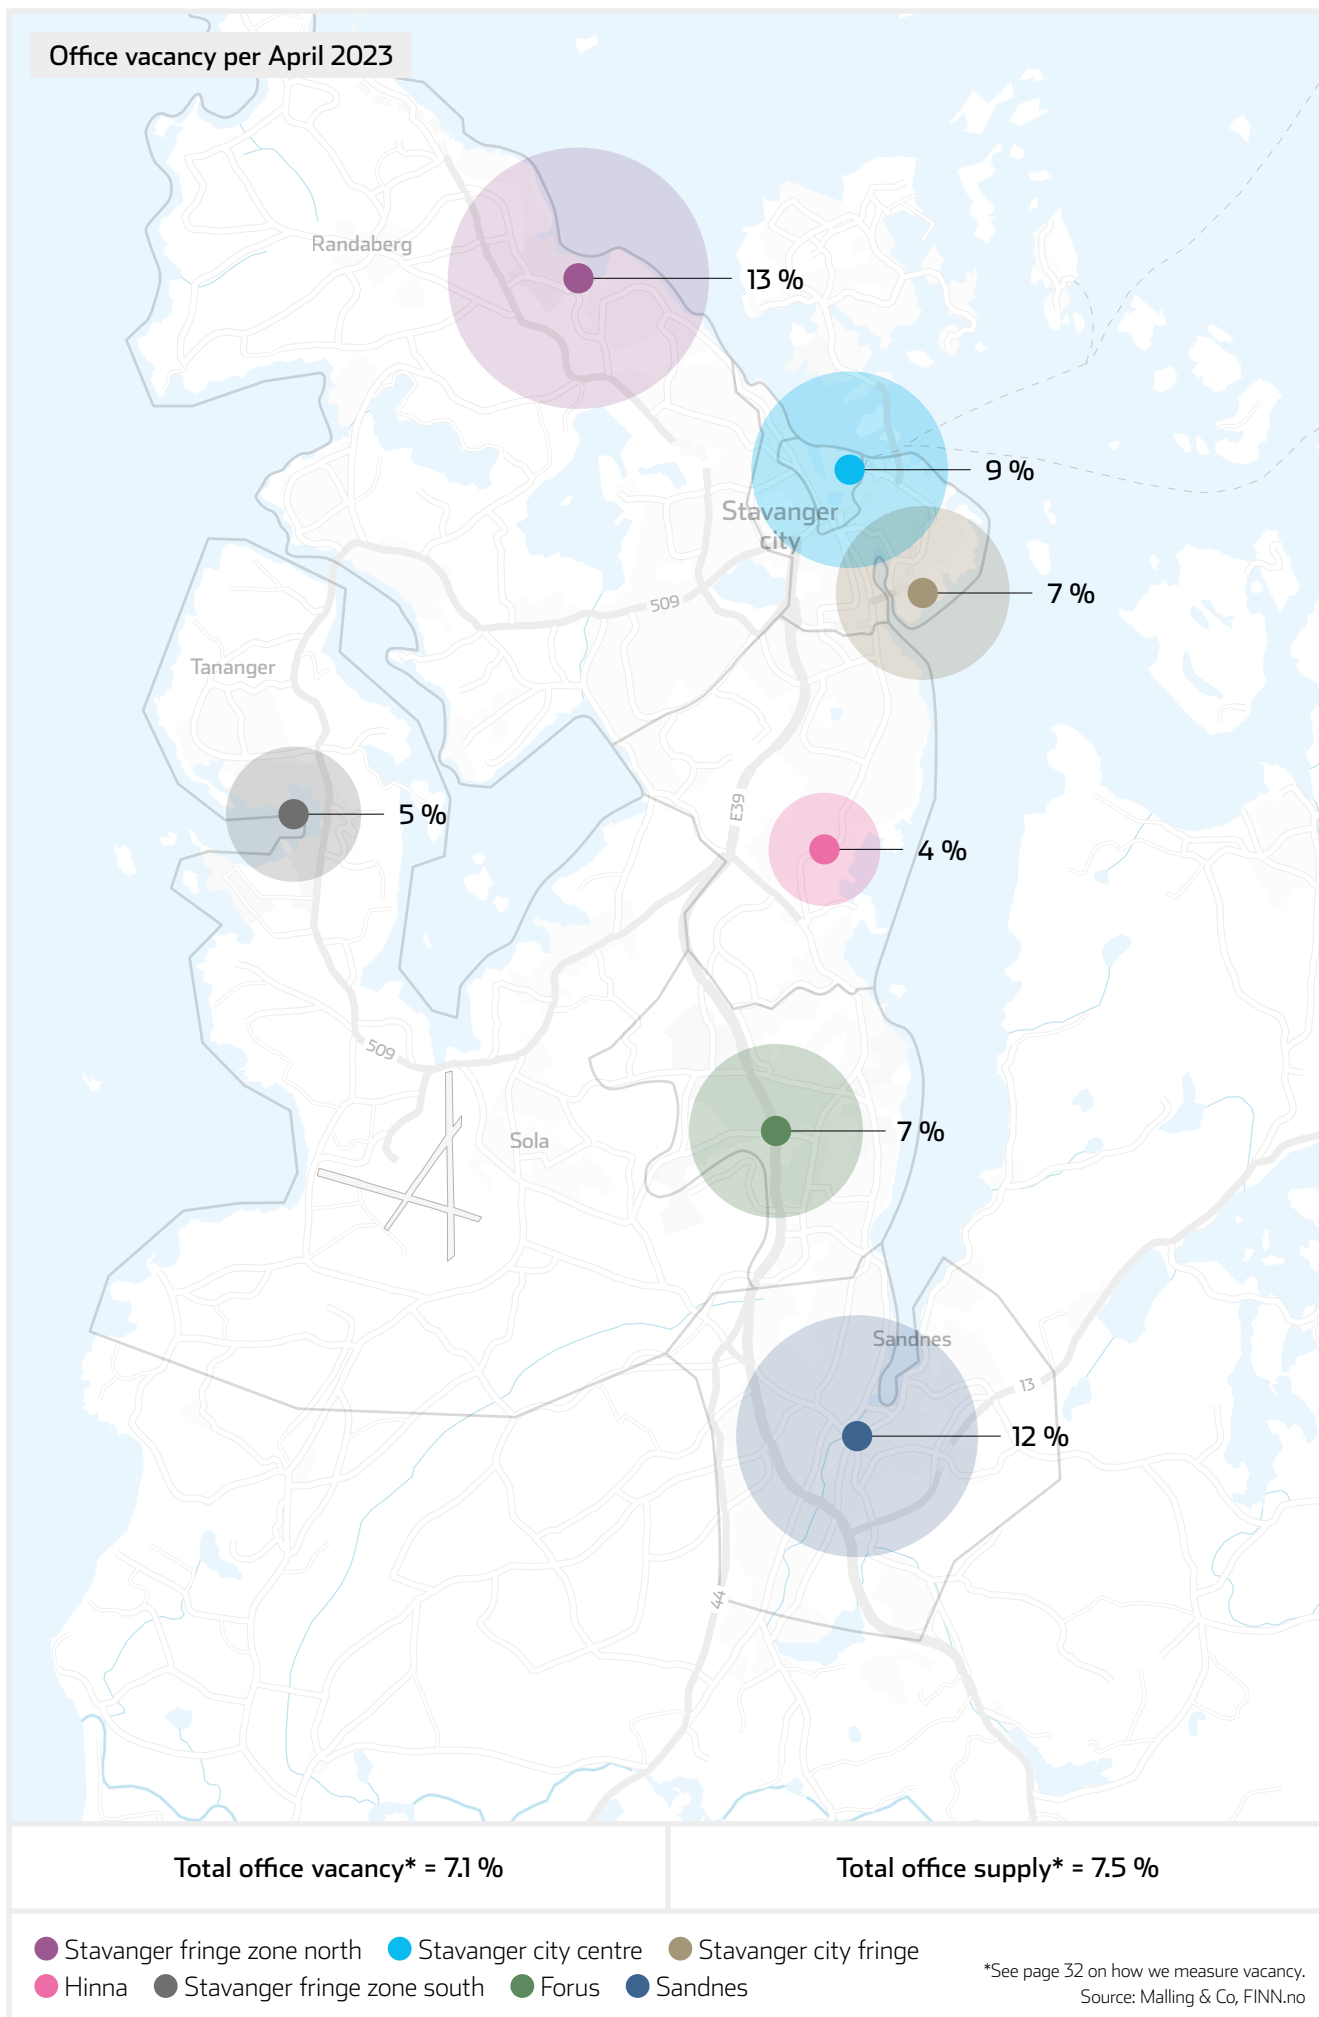 Office vacancy per April 2023
Randaberg
13 %
9 %
Stavanger
city
7 %
509
Tananger
E39
5 %
4 %
509
7 %
Sola
Sandnes
13
12 %
44
Total office vacancy* = 7.1 %
Total office supply* = 7.5 %
Stavanger fringe zone north
Stavanger city centre
Stavanger city fringe
Hinna
Stavanger fringe zone south
Forus
Sandnes
*See page 32 on how we measure vacancy.
Source: Malling & Co, FINN.no